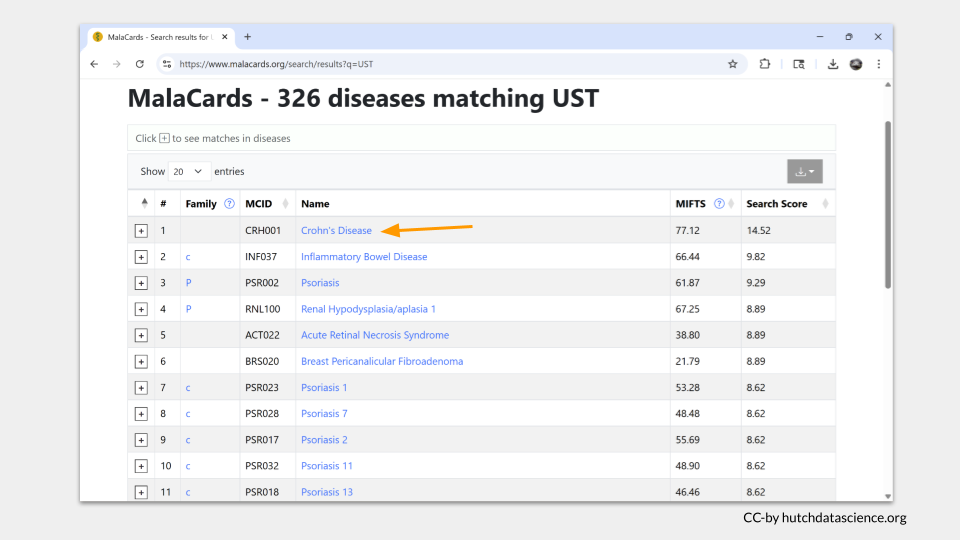 MalaCards - Search results for U
https://www.malacards.org/search/results?q=UST
MalaCards - 326 diseases matching UST
Click + to see matches in diseases
Show 20 entries
# Family ? MCID Name MIFTS ? Search Score
+ 1 CRH001 Crohn's Disease 77.12 14.52
+ 2 c INF037 Inflammatory Bowel Disease 66.44 9.82
+ 3 P PSR002 Psoriasis 61.87 9.29
+ 4 P RNL100 Renal Hypodysplasia/aplasia 1 67.25 8.89
+ 5 ACT022 Acute Retinal Necrosis Syndrome 38.80 8.89
+ 6 BRS020 Breast Pericanalicular Fibroadenoma 21.79 8.89
+ 7 c PSR023 Psoriasis 1 53.28 8.62
+ 8 c PSR028 Psoriasis 7 48.48 8.62
+ 9 c PSR017 Psoriasis 2 55.69 8.62
+ 10 c PSR032 Psoriasis 11 48.90 8.62
+ 11 c PSR018 Psoriasis 13 46.46 8.62
CC-by hutchdatascience.org